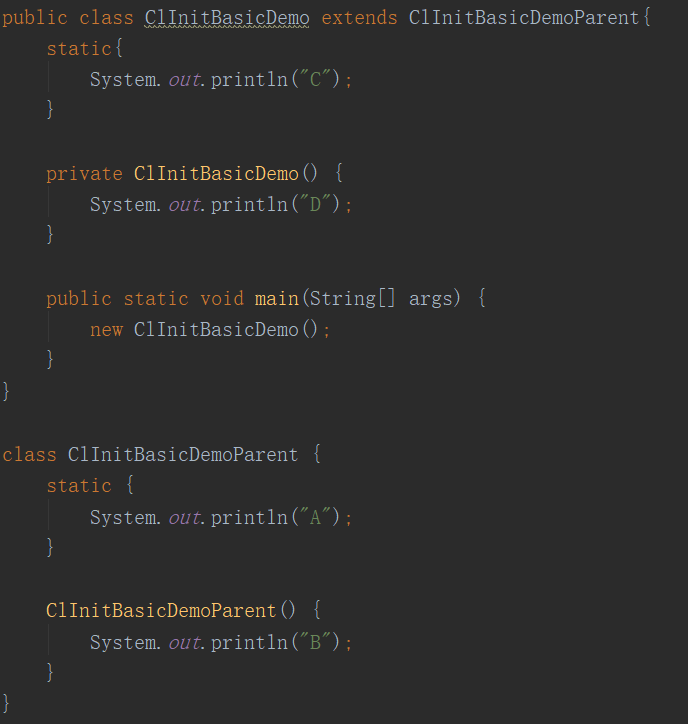 public class ClInitBasicDemo extends ClInitBasicDemoParent{
    static{
        System.out.println("C");
    }

    private ClInitBasicDemo() {
        System.out.println("D");
    }

    public static void main(String[] args) {
        new ClInitBasicDemo();
    }
}

class ClInitBasicDemoParent {
    static {
        System.out.println("A");
    }

    ClInitBasicDemoParent() {
        System.out.println("B");
    }
}